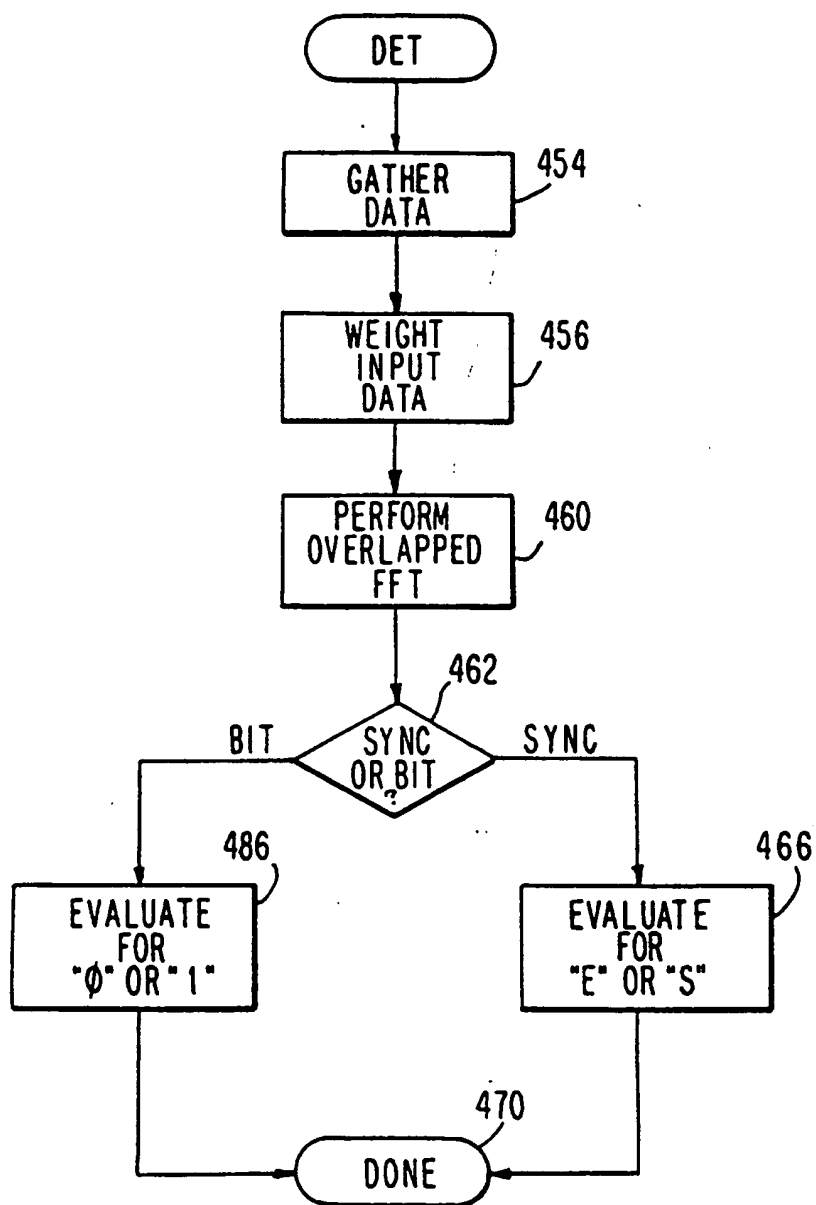 DET
454
GATHER
DATA
456
WEIGHT
INPUT
DATA
460
PERFORM
OVERLAPPED
FFT
462
BIT
SYNC
OR BIT
?
SYNC
486
EVALUATE
FOR
"φ" OR "1"
466
EVALUATE
FOR
"E" OR "S"
470
DONE